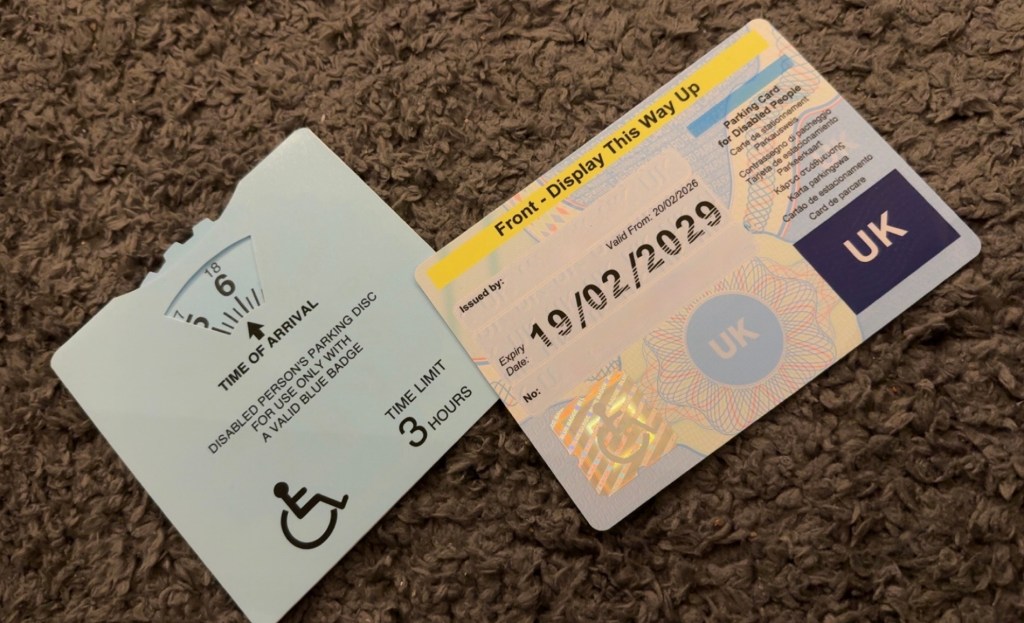 18
6
TIME OF ARRIVAL
DISABLED PERSON'S PARKING DISC
FOR USE ONLY WITH
A VALID BLUE BADGE
TIME LIMIT
3 HOURS
Front - Display This Way Up
Issued by:
Valid From: 20/02/2026
Expiry
Date: 19/02/2029
No:
Parking Card
for Disabled People
Carte de stationnement
Parkausweis
Contrassegno di parcheggio
Tarjeta de estacionamiento
Parkeerkaart
Κάρτα στάθμευσης
Karta parkingowa
Cartão de estacionamento
Card de parcare
UK
UK